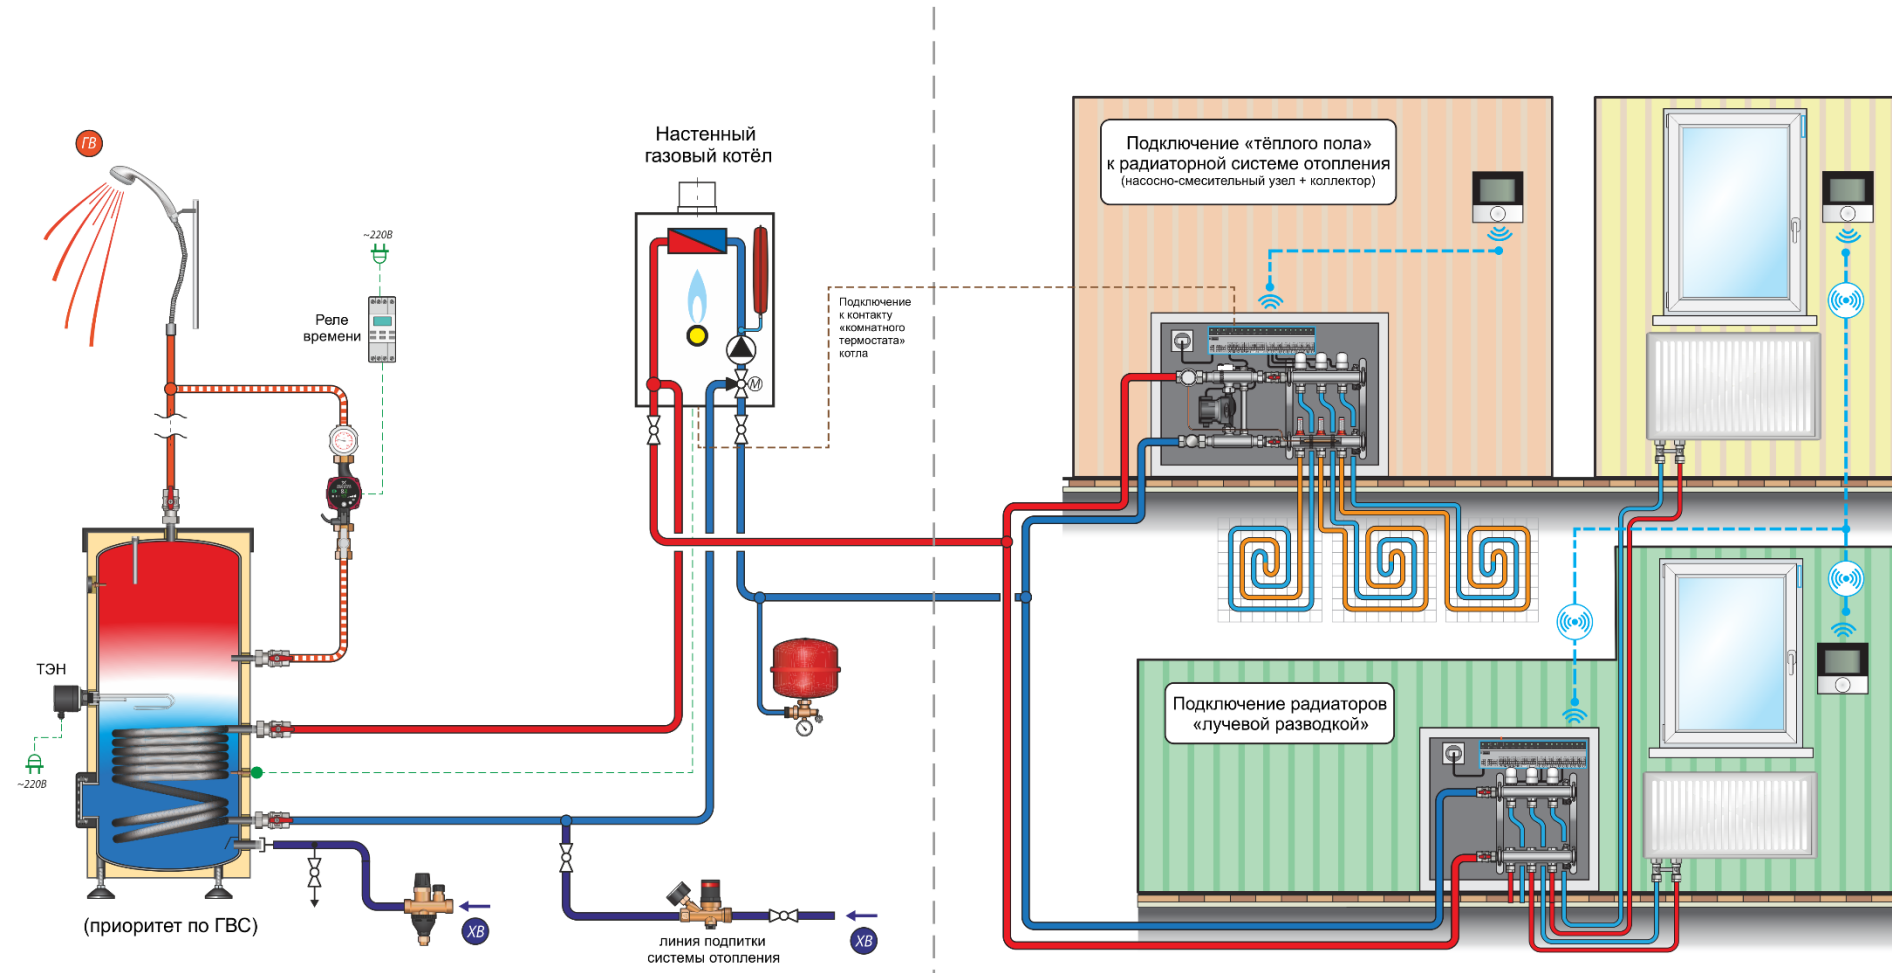 ГВ
~220В
Реле
времени
Настенный
газовый котёл
М
Подключение
к контакту
«комнатного
термостата»
котла
Подключение «тёплого пола»
к радиаторной системе отопления
(насосно-смесительный узел + коллектор)
ТЭН
~220В
Подключение радиаторов
«лучевой разводкой»
(приоритет по ГВС)
ХВ
линия подпитки
системы отопления
ХВ